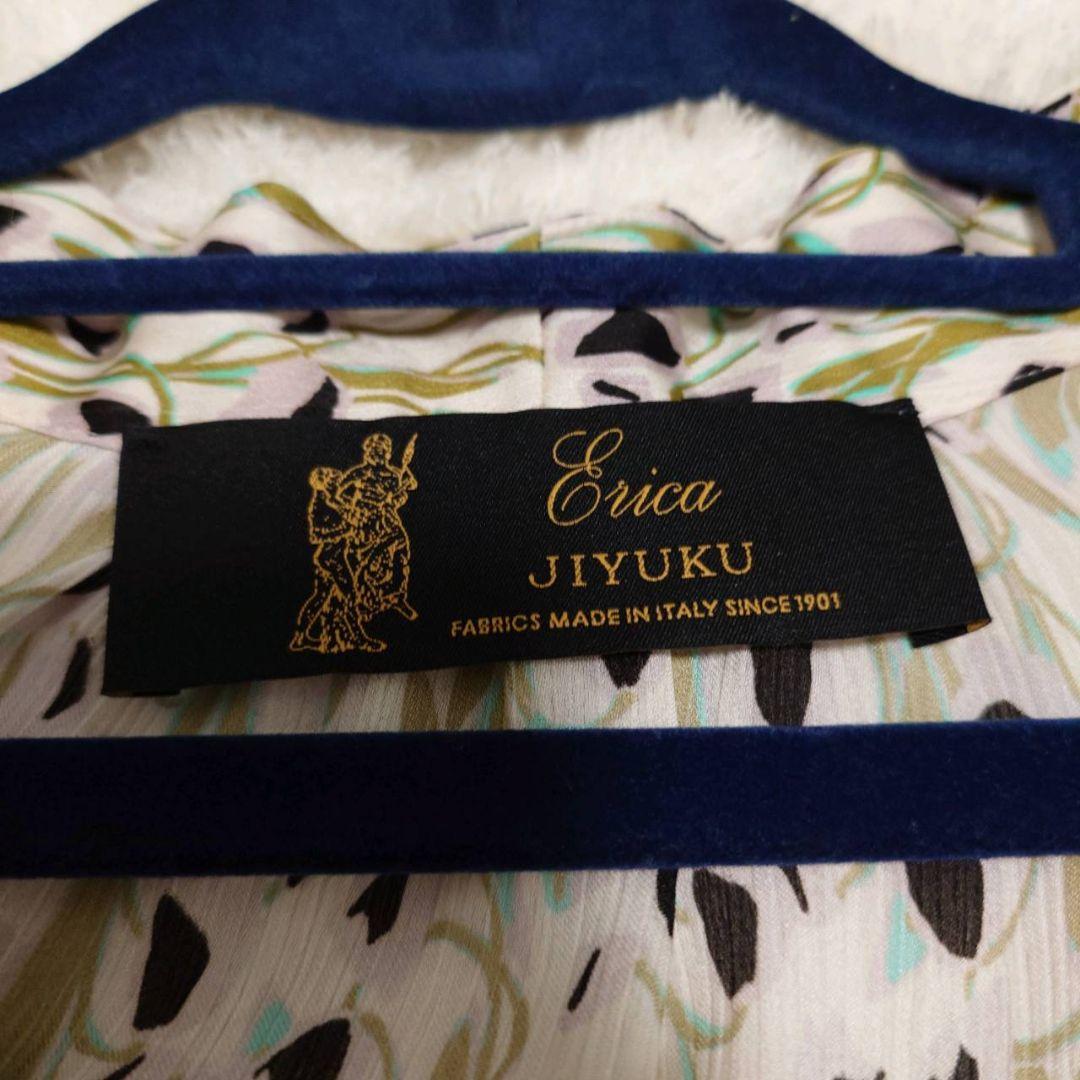 Erica
JIYUKU
FABRICS MADE IN ITALY SINCE 1901